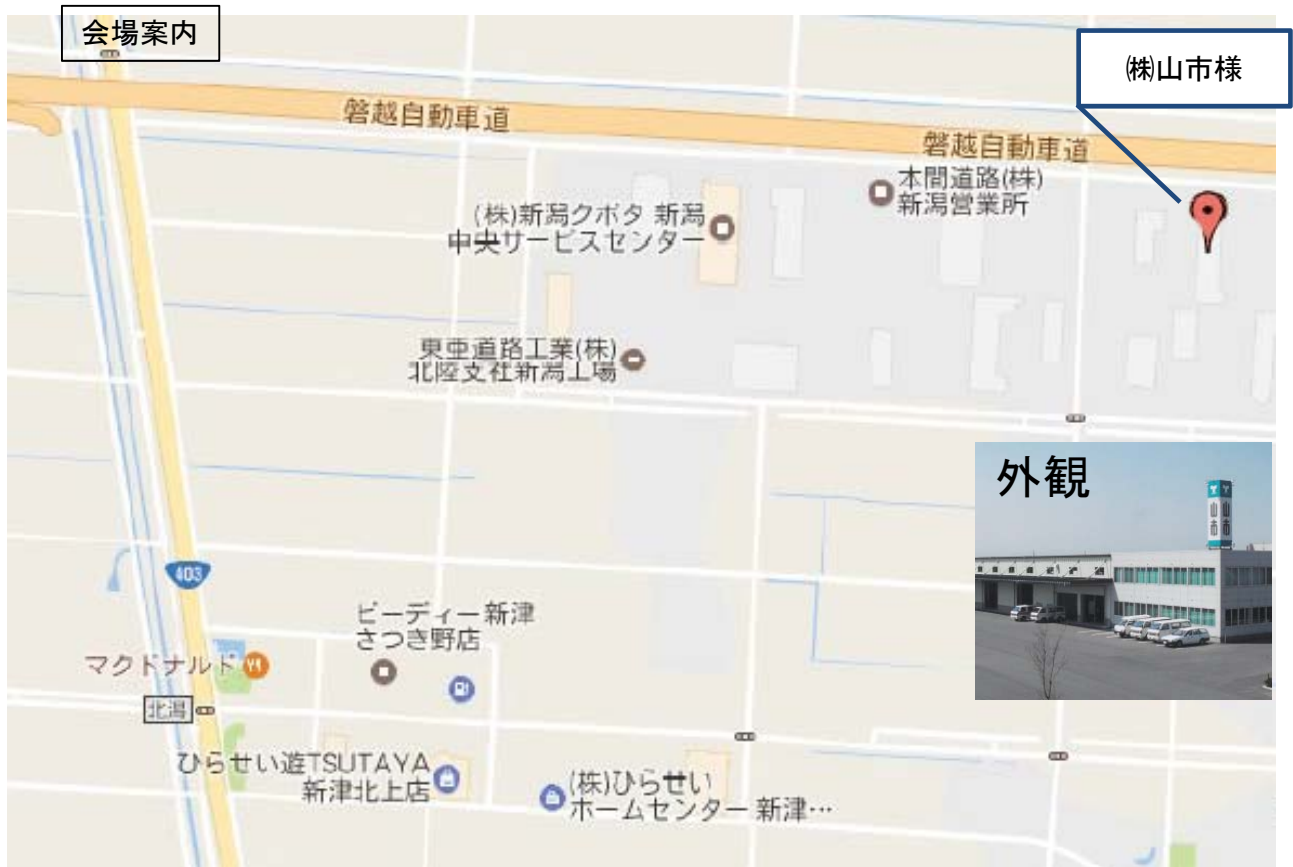 会場案内
㈱山市様
磐越自動車道
磐越自動車道
本間道路(株)
新潟営業所
(株)新潟クボタ 新潟
中央サービスセンター
東亜道路工業(株)
北陸支社新潟工場
外観
山市
山市
403
ビーディー新津
さつき野店
マクドナルド
北潟
ひらせい遊TSUTAYA
新津北上店
(株)ひらせい
ホームセンター 新津…